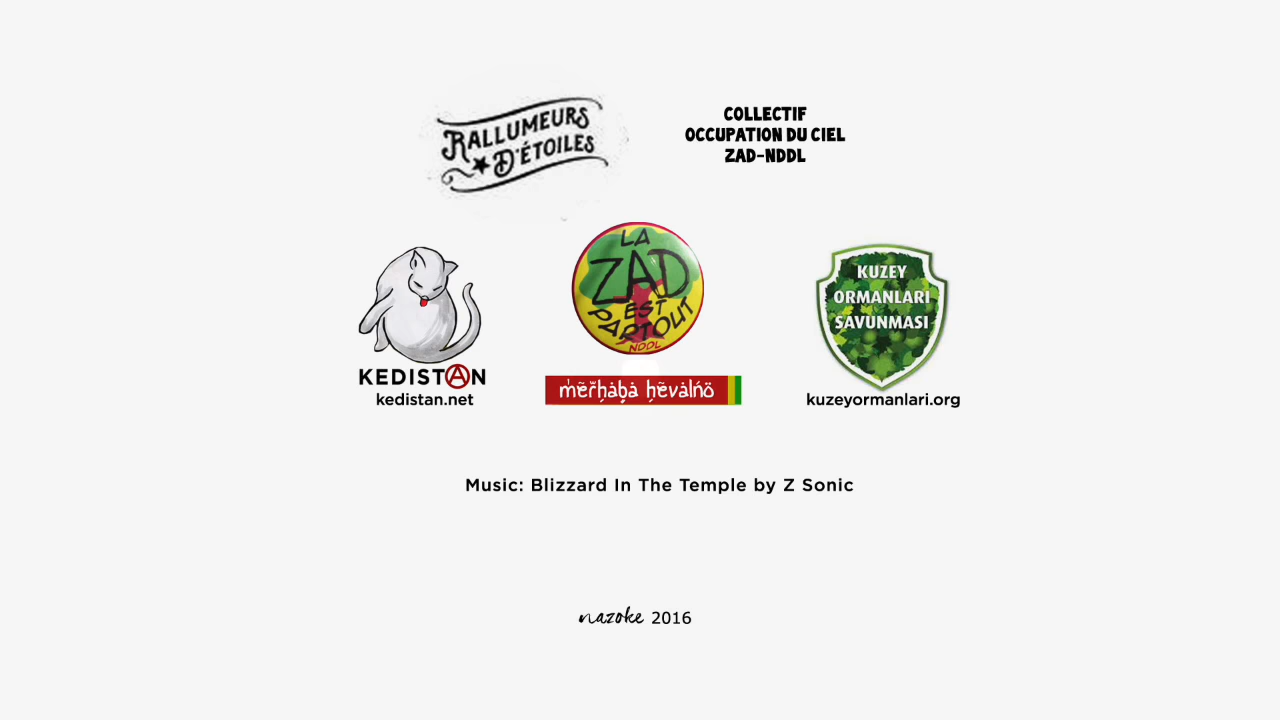 RALLUMEURS
D'ÉTOILES
COLLECTIF
OCCUPATION DU CIEL
ZAD-NDDL
KEDISTAN
kedistan.net
LA
ZAD
EST
PARTOUT
NDDL
KUZEY
ORMANLARI
SAVUNMASI
kuzeyormanlari.org
Music: Blizzard In The Temple by Z Sonic
nazoke 2016